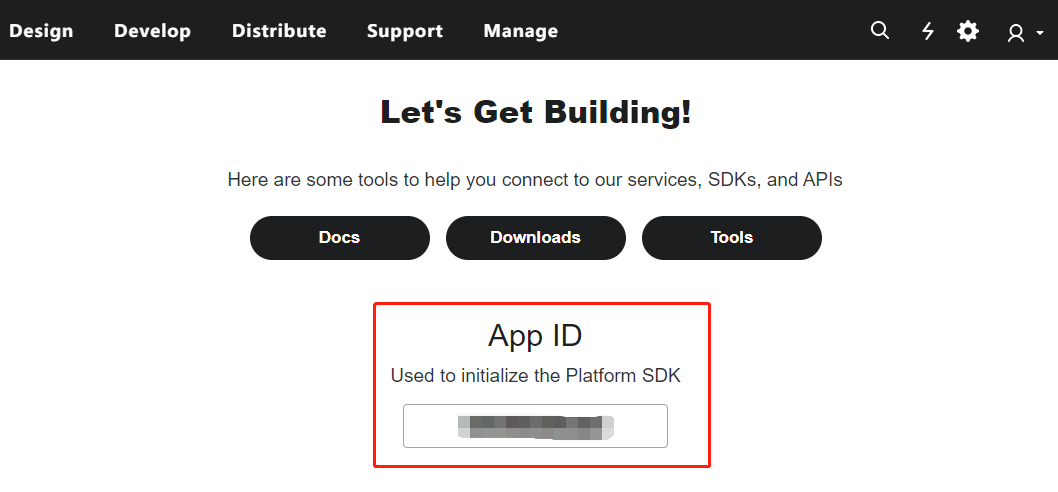 Design Develop Distribute Support Manage
Let's Get Building!
Here are some tools to help you connect to our services, SDKs, and APIs
Docs Downloads Tools
App ID
Used to initialize the Platform SDK